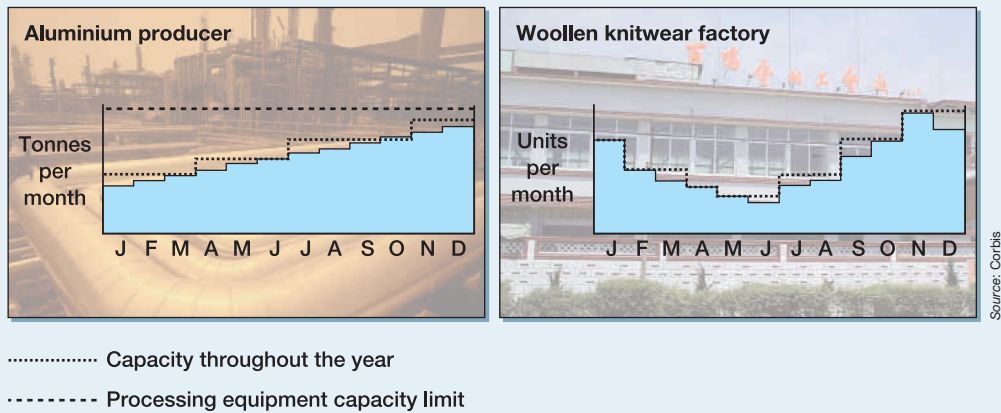 Aluminium producer
Tonnes
per
month
J F M A M J J A S O N D
Woollen knitwear factory
Units
per
month
J F M A M J J A S O N D
Source: Corbis
Capacity throughout the year
Processing equipment capacity limit